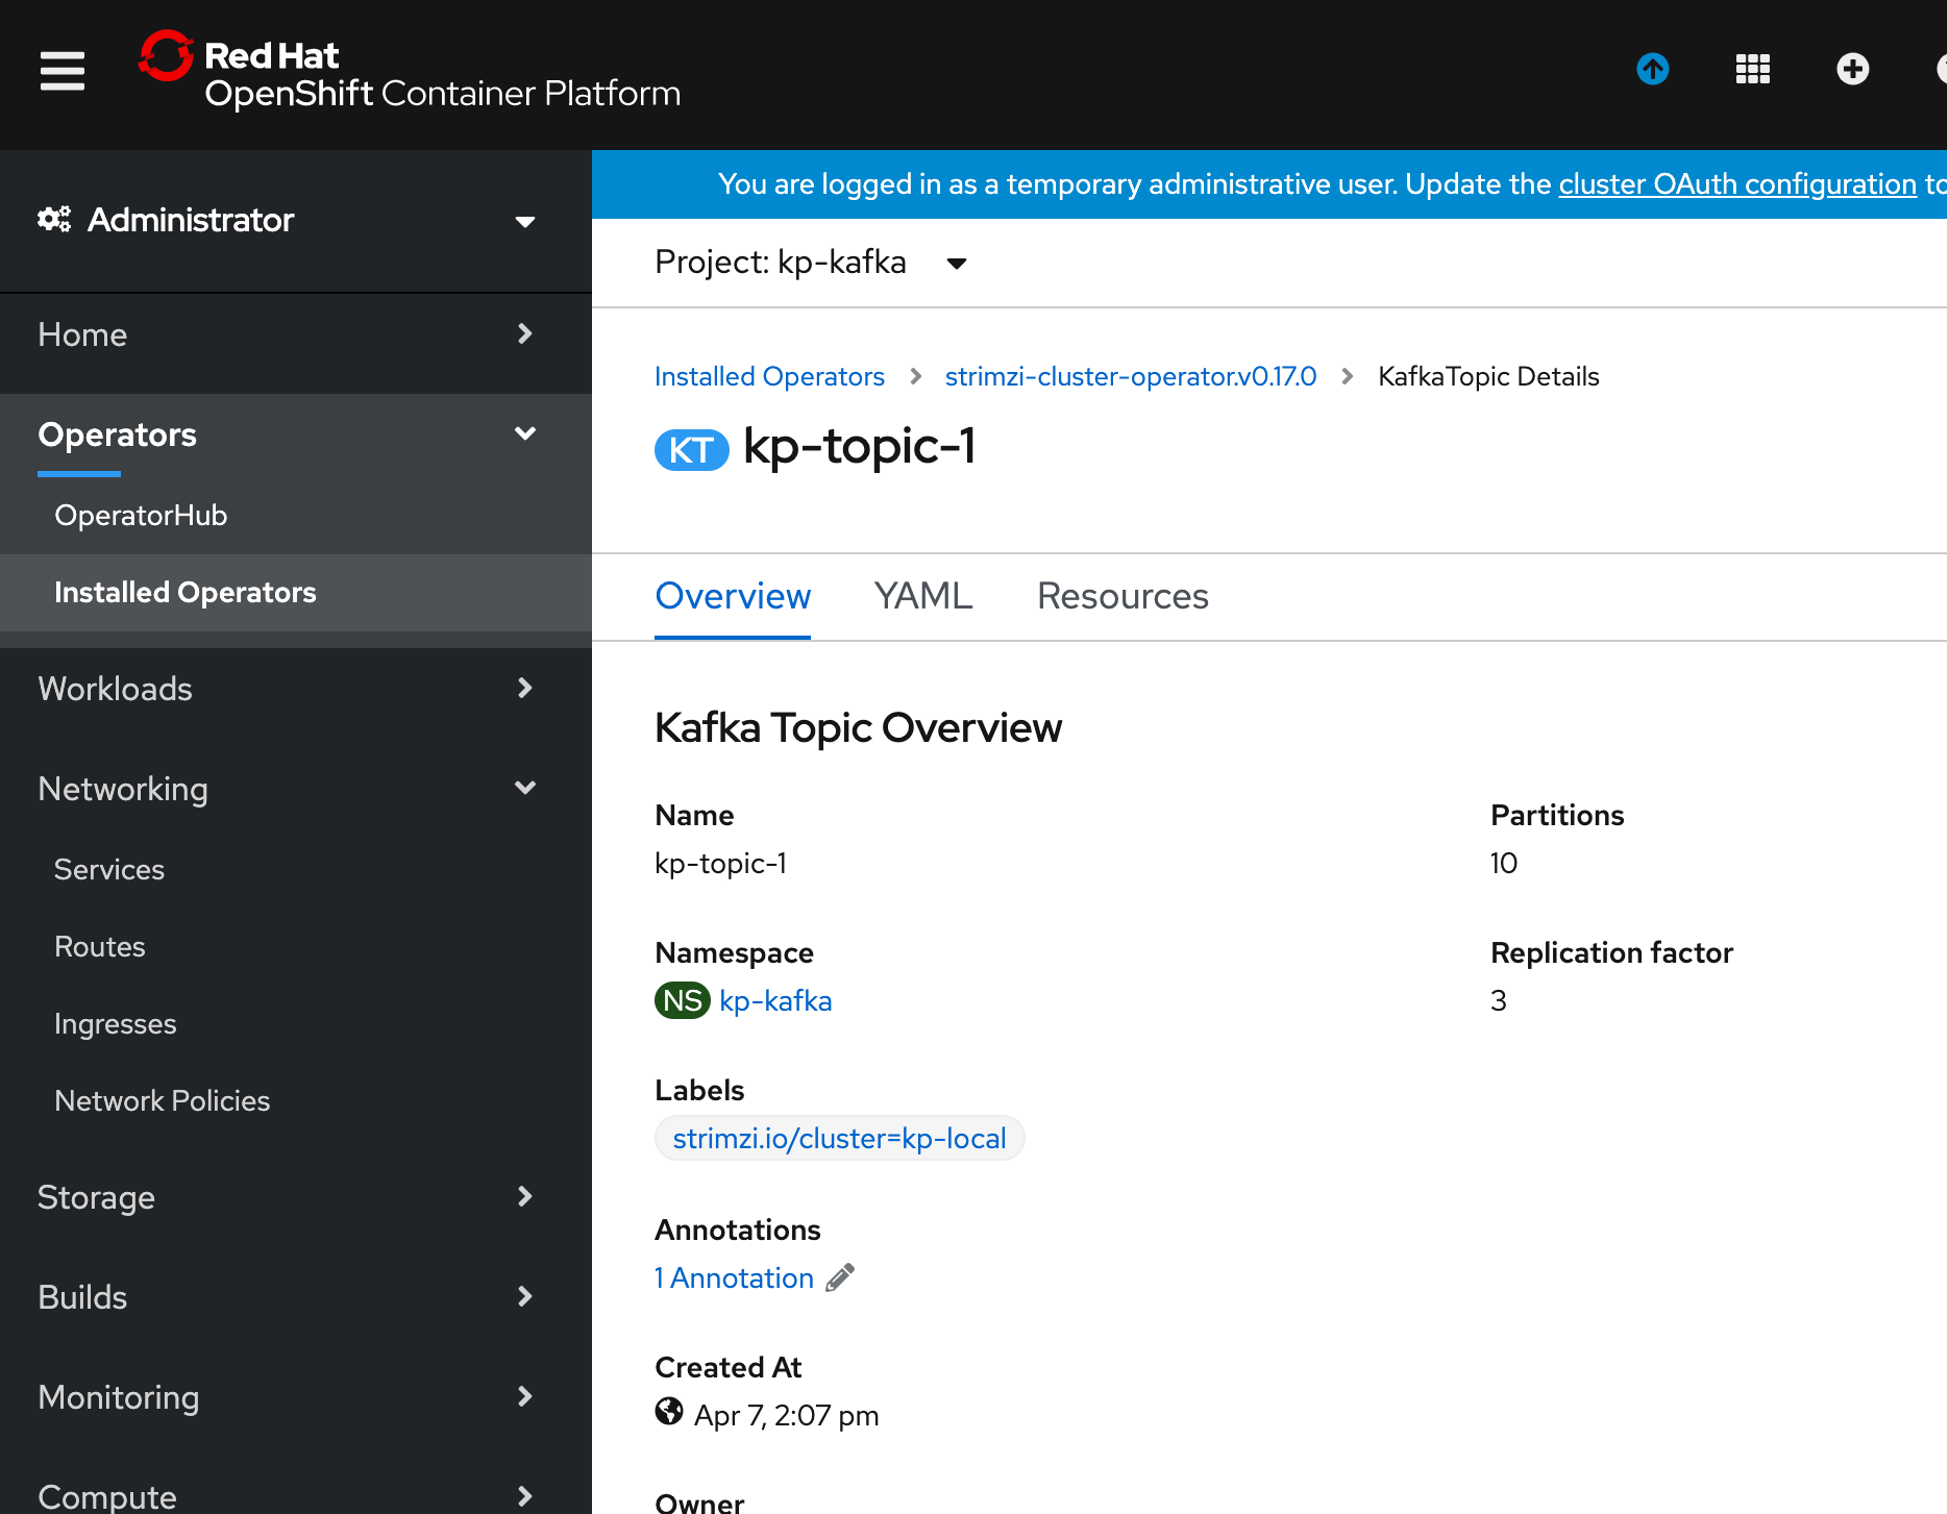 Red Hat
OpenShift Container Platform
Administrator
Home
Operators
OperatorHub
Installed Operators
Workloads
Networking
Services
Routes
Ingresses
Network Policies
Storage
Builds
Monitoring
Compute
You are logged in as a temporary administrative user. Update the cluster OAuth configuration to
Project: kp-kafka
Installed Operators strimzi-cluster-operator.v0.17.0 KafkaTopic Details
KT kp-topic-1
Overview YAML Resources
Kafka Topic Overview
Name
kp-topic-1
Namespace
NS kp-kafka
Labels
strimzi.io/cluster=kp-local
Annotations
1 Annotation
Created At
Apr 7, 2:07 pm
Owner
Partitions
10
Replication factor
3